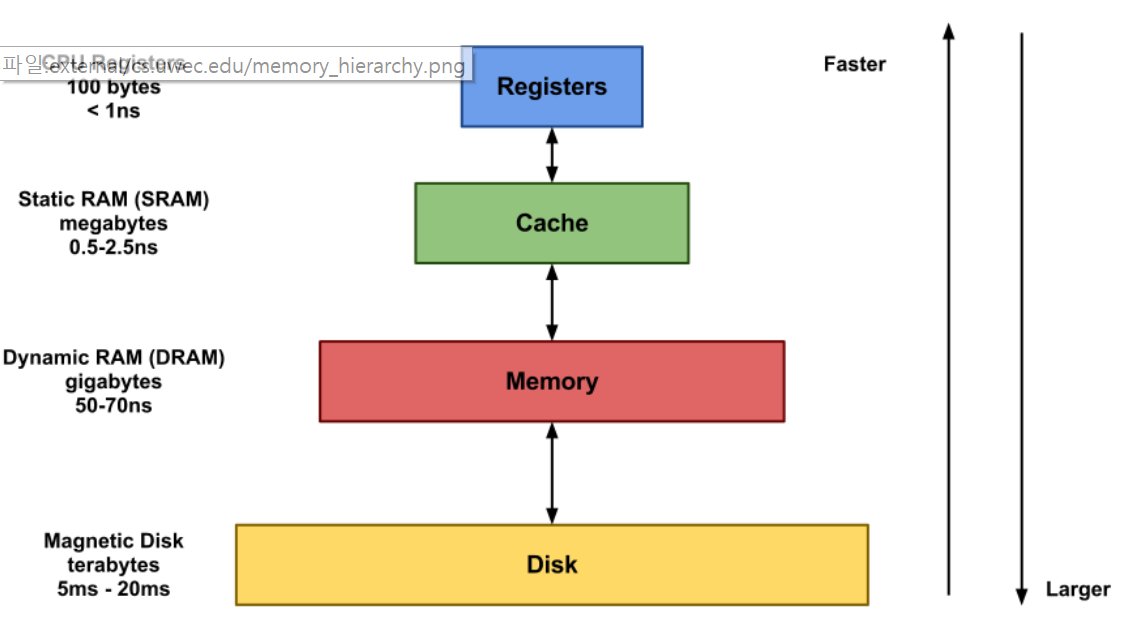 CPU Registers
파일:external/cs.uwec.edu/memory_hierarchy.png
100 bytes
< 1ns
Registers
Faster
Static RAM (SRAM)
megabytes
0.5-2.5ns
Cache
Dynamic RAM (DRAM)
gigabytes
50-70ns
Memory
Magnetic Disk
terabytes
5ms - 20ms
Disk
Larger